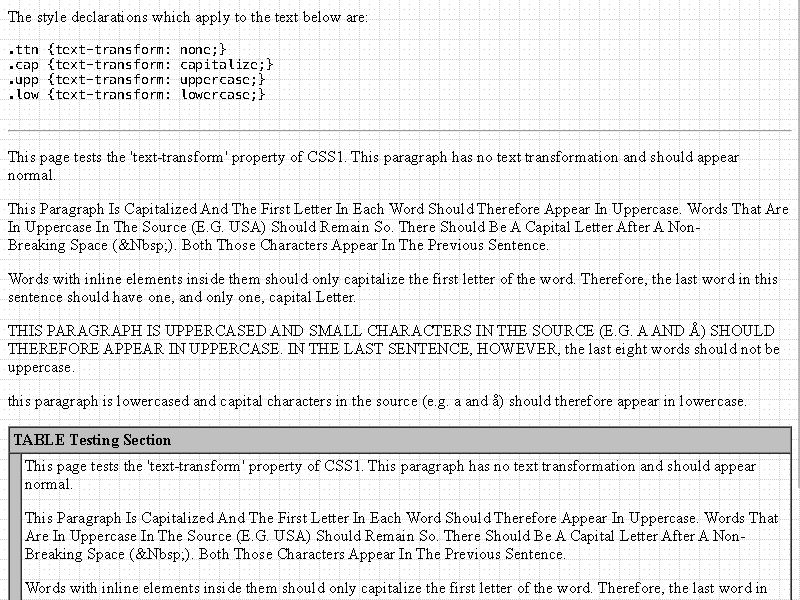 The style declarations which apply to the text below are:
.ttn {text-transform: none;}
.cap {text-transform: capitalize;}
.upp {text-transform: uppercase;}
.low {text-transform: lowercase;}
This page tests the 'text-transform' property of CSS1. This paragraph has no text transformation and should appear
normal.
This Paragraph Is Capitalized And The First Letter In Each Word Should Therefore Appear In Uppercase. Words That Are
In Uppercase In The Source (E.G. USA) Should Remain So. There Should Be A Capital Letter After A Non-
Breaking Space (&Nbsp;). Both Those Characters Appear In The Previous Sentence.
Words with inline elements inside them should only capitalize the first letter of the word. Therefore, the last word in this
sentence should have one, and only one, capital Letter.
THIS PARAGRAPH IS UPPERCASED AND SMALL CHARACTERS IN THE SOURCE (E.G. A AND Å) SHOULD
THEREFORE APPEAR IN UPPERCASE. IN THE LAST SENTENCE, HOWEVER, the last eight words should not be
uppercase.
this paragraph is lowercased and capital characters in the source (e.g. a and å) should therefore appear in lowercase.
TABLE Testing Section
This page tests the 'text-transform' property of CSS1. This paragraph has no text transformation and should appear
normal.
This Paragraph Is Capitalized And The First Letter In Each Word Should Therefore Appear In Uppercase. Words That
Are In Uppercase In The Source (E.G. USA) Should Remain So. There Should Be A Capital Letter After A Non-
Breaking Space (&Nbsp;). Both Those Characters Appear In The Previous Sentence.
Words with inline elements inside them should only capitalize the first letter of the word. Therefore, the last word in